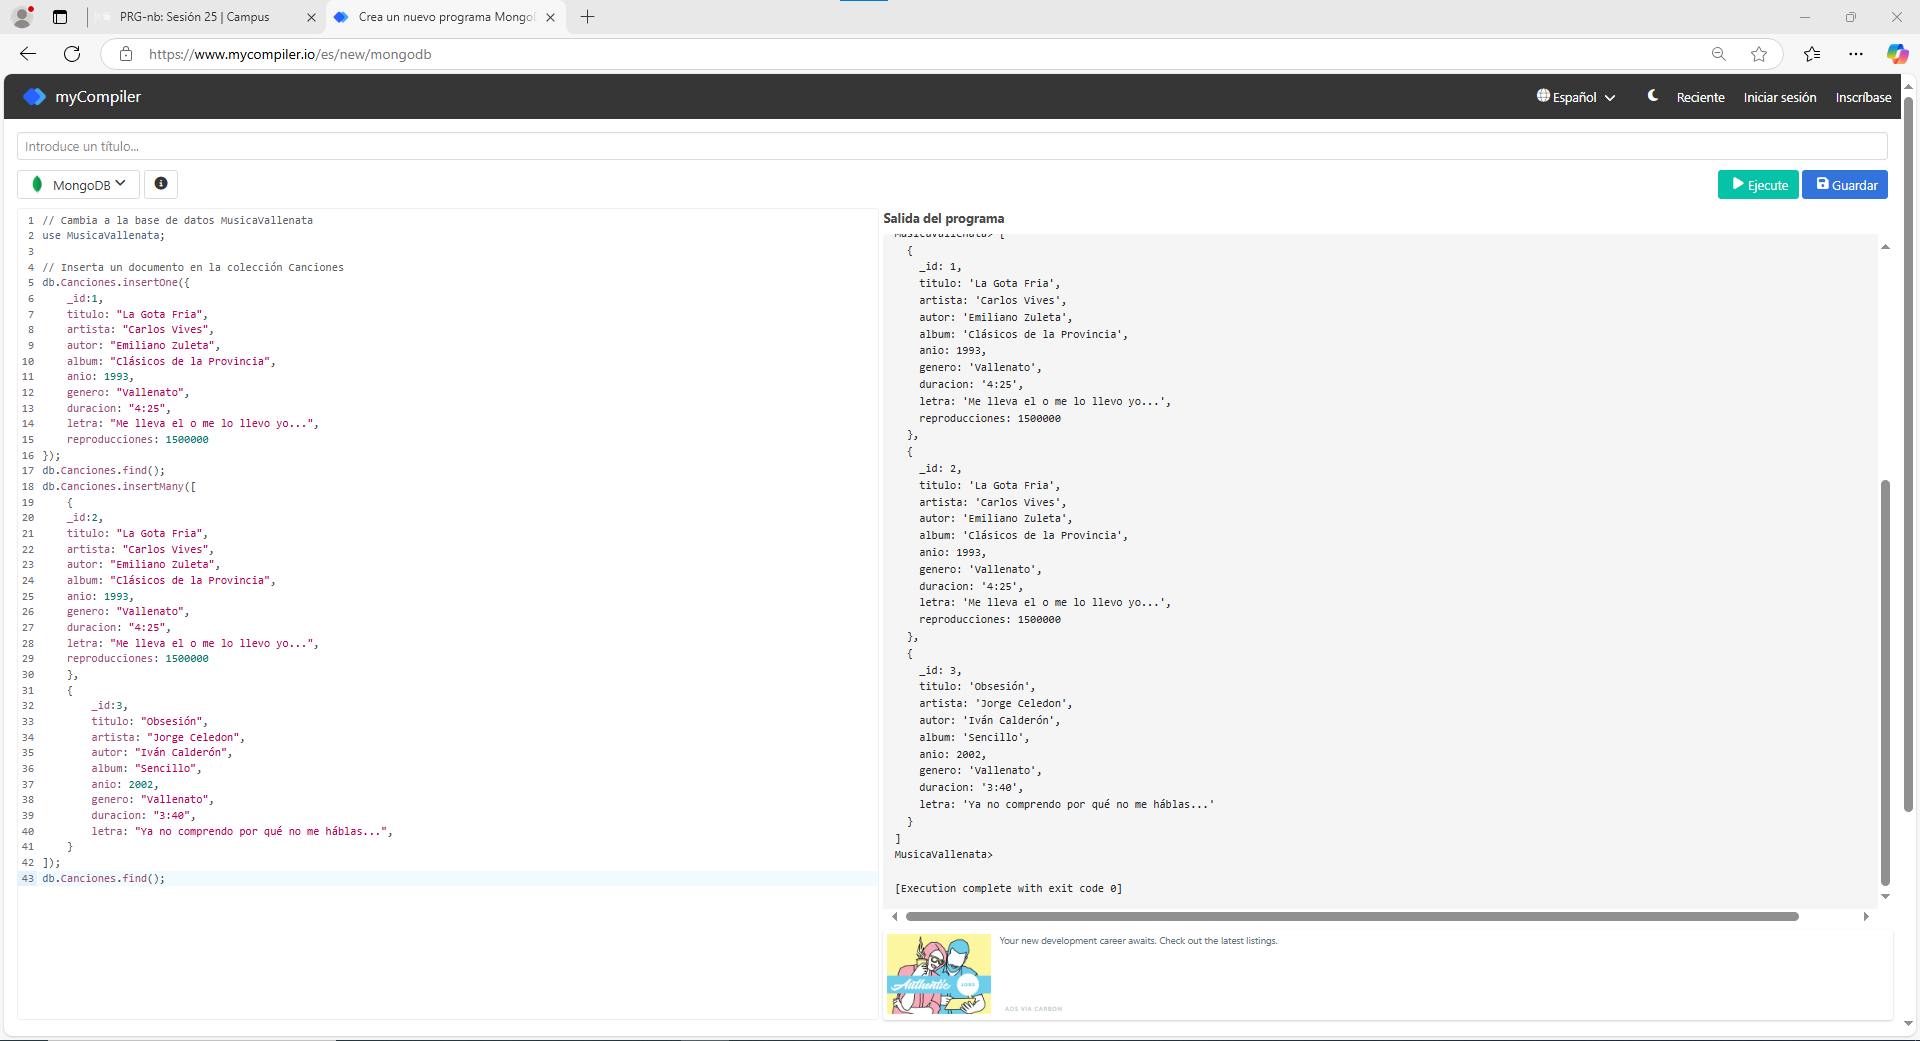 PRG-nb: Sesión 25 | Campus
Crea un nuevo programa Mongo
https://www.mycompiler.io/es/new/mongodb
myCompiler
Español
Reciente
Iniciar sesión
Inscríbase
Introduce un título...
MongoDB
Ejecute
Guardar
1 // Cambia a la base de datos MusicaVallenata
2 use MusicaVallenata;
3
4 // Inserta un documento en la colección Canciones
5 db.Canciones.insertOne({
6 _id:1,
7 titulo: "La Gota Fria",
8 artista: "Carlos Vives",
9 autor: "Emiliano Zuleta",
10 album: "Clásicos de la Provincia",
11 anio: 1993,
12 genero: "Vallenato",
13 duracion: "4:25",
14 letra: "Me lleva el o me lo llevo yo...",
15 reproducciones: 1500000
16 });
17 db.Canciones.find();
18 db.Canciones.insertMany([
19 {
20 _id:2,
21 titulo: "La Gota Fria",
22 artista: "Carlos Vives",
23 autor: "Emiliano Zuleta",
24 album: "Clásicos de la Provincia",
25 anio: 1993,
26 genero: "Vallenato",
27 duracion: "4:25",
28 letra: "Me lleva el o me lo llevo yo...",
29 reproducciones: 1500000
30 },
31 {
32 _id:3,
33 titulo: "Obsesión",
34 artista: "Jorge Celedon",
35 autor: "Iván Calderón",
36 album: "Sencillo",
37 anio: 2002,
38 genero: "Vallenato",
39 duracion: "3:40",
40 letra: "Ya no comprendo por qué no me háblas...",
41 }
42 ]);
43 db.Canciones.find();
Salida del programa
MusicaVallenata> [
{
_id: 1,
titulo: 'La Gota Fria',
artista: 'Carlos Vives',
autor: 'Emiliano Zuleta',
album: 'Clásicos de la Provincia',
anio: 1993,
genero: 'Vallenato',
duracion: '4:25',
letra: 'Me lleva el o me lo llevo yo...',
reproducciones: 1500000
},
{
_id: 2,
titulo: 'La Gota Fria',
artista: 'Carlos Vives',
autor: 'Emiliano Zuleta',
album: 'Clásicos de la Provincia',
anio: 1993,
genero: 'Vallenato',
duracion: '4:25',
letra: 'Me lleva el o me lo llevo yo...',
reproducciones: 1500000
},
{
_id: 3,
titulo: 'Obsesión',
artista: 'Jorge Celedon',
autor: 'Iván Calderón',
album: 'Sencillo',
anio: 2002,
genero: 'Vallenato',
duracion: '3:40',
letra: 'Ya no comprendo por qué no me háblas...'
}
]
MusicaVallenata>
[Execution complete with exit code 0]
Your new development career awaits. Check out the latest listings.
Authentic JOBS
ADS VIA CARBON